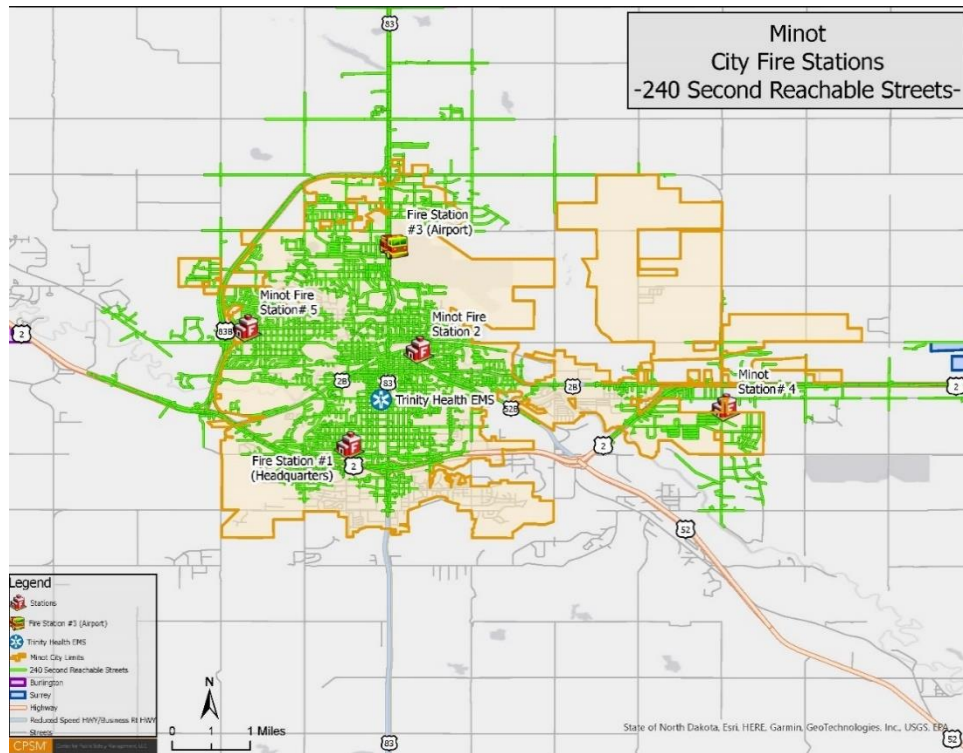 83
Minot
City Fire Stations
-240 Second Reachable Streets-
Fire Station
#3 (Airport)
Minot Fire
Station# 5
83B
2
Minot Fire
Station 2
2B
83
2B
Minot
Station# 4
2
Trinity Health EMS
52B
Fire Station #1
(Headquarters)
2
2
52
Legend
Stations
Fire Station #3 (Airport)
Trinity Health EMS
Minot City Limits
240 Second Reachable Streets
Burlington
Surrey
Highway
Reduced Speed HWY/Business Rt HWY
Streets
N
0 1 1 Miles
CPSM
83
State of North Dakota, Esri, HERE, Garmin, GeoTechnologies, Inc., USGS, EPA
52